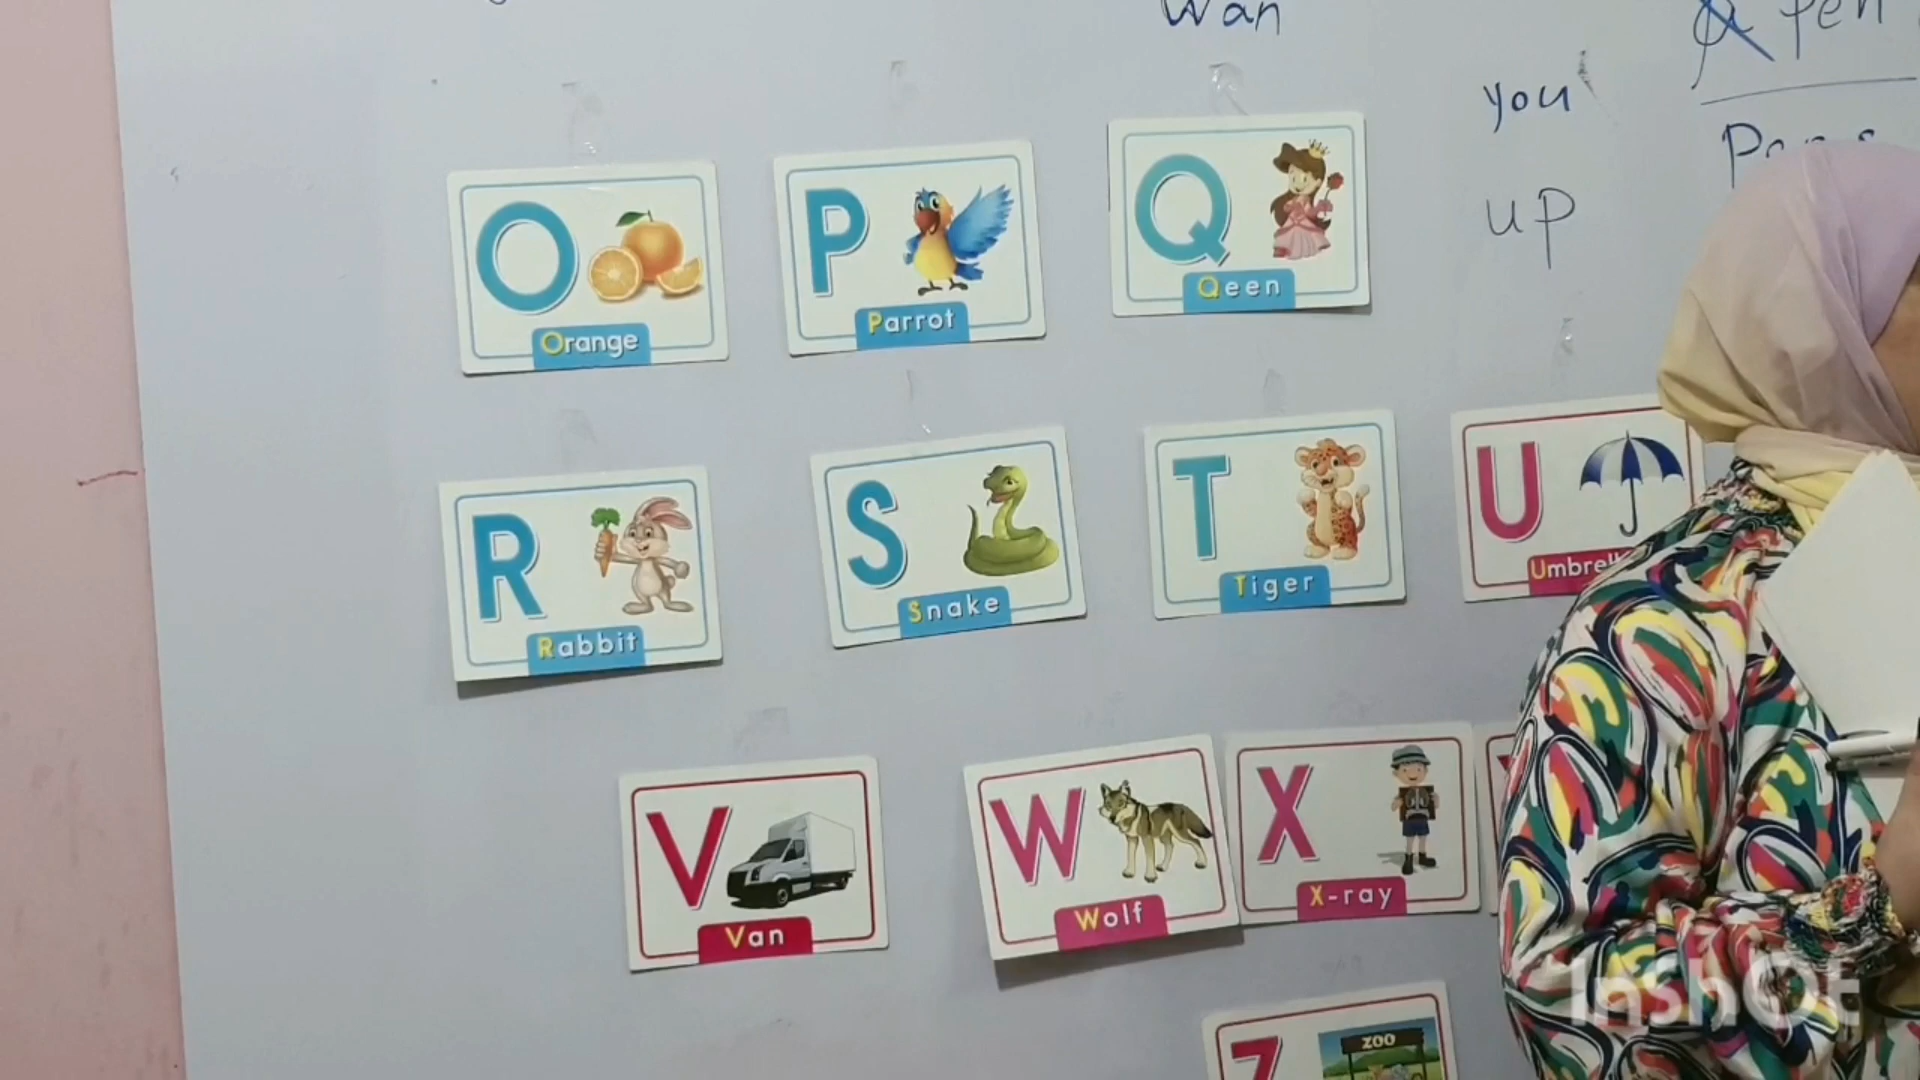 Wan
a pen
you
up
O
Orange
P
Parrot
Q
Qeen
R
Rabbit
S
Snake
T
Tiger
U
Umbrell
V
Van
W
Wolf
X
X-ray
Z
ZOO
InShOt